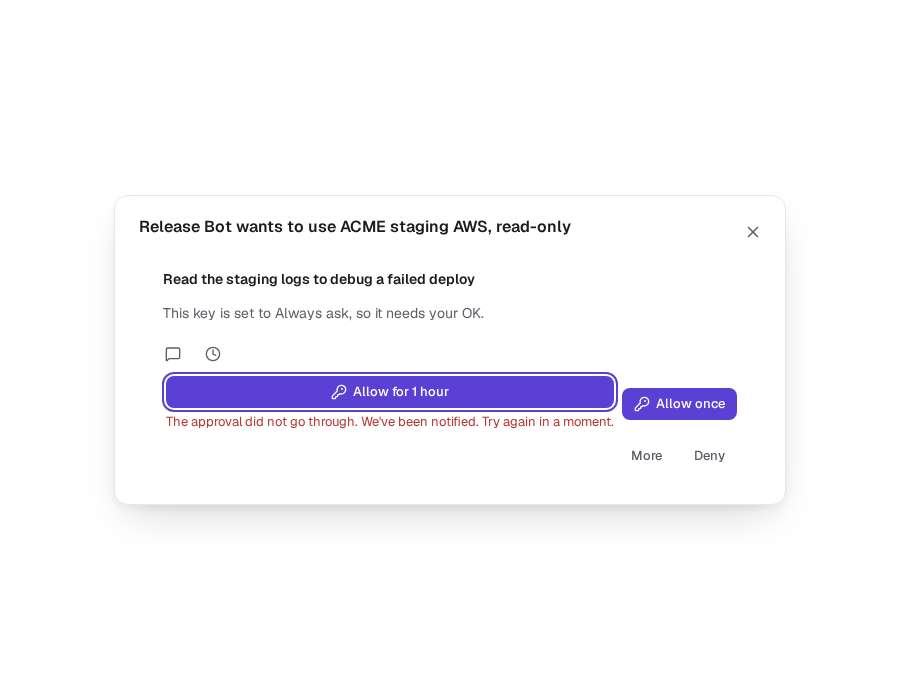 Release Bot wants to use ACME staging AWS, read-only
Read the staging logs to debug a failed deploy
This key is set to Always ask, so it needs your OK.
Allow for 1 hour
Allow once
The approval did not go through. We've been notified. Try again in a moment.
More
Deny